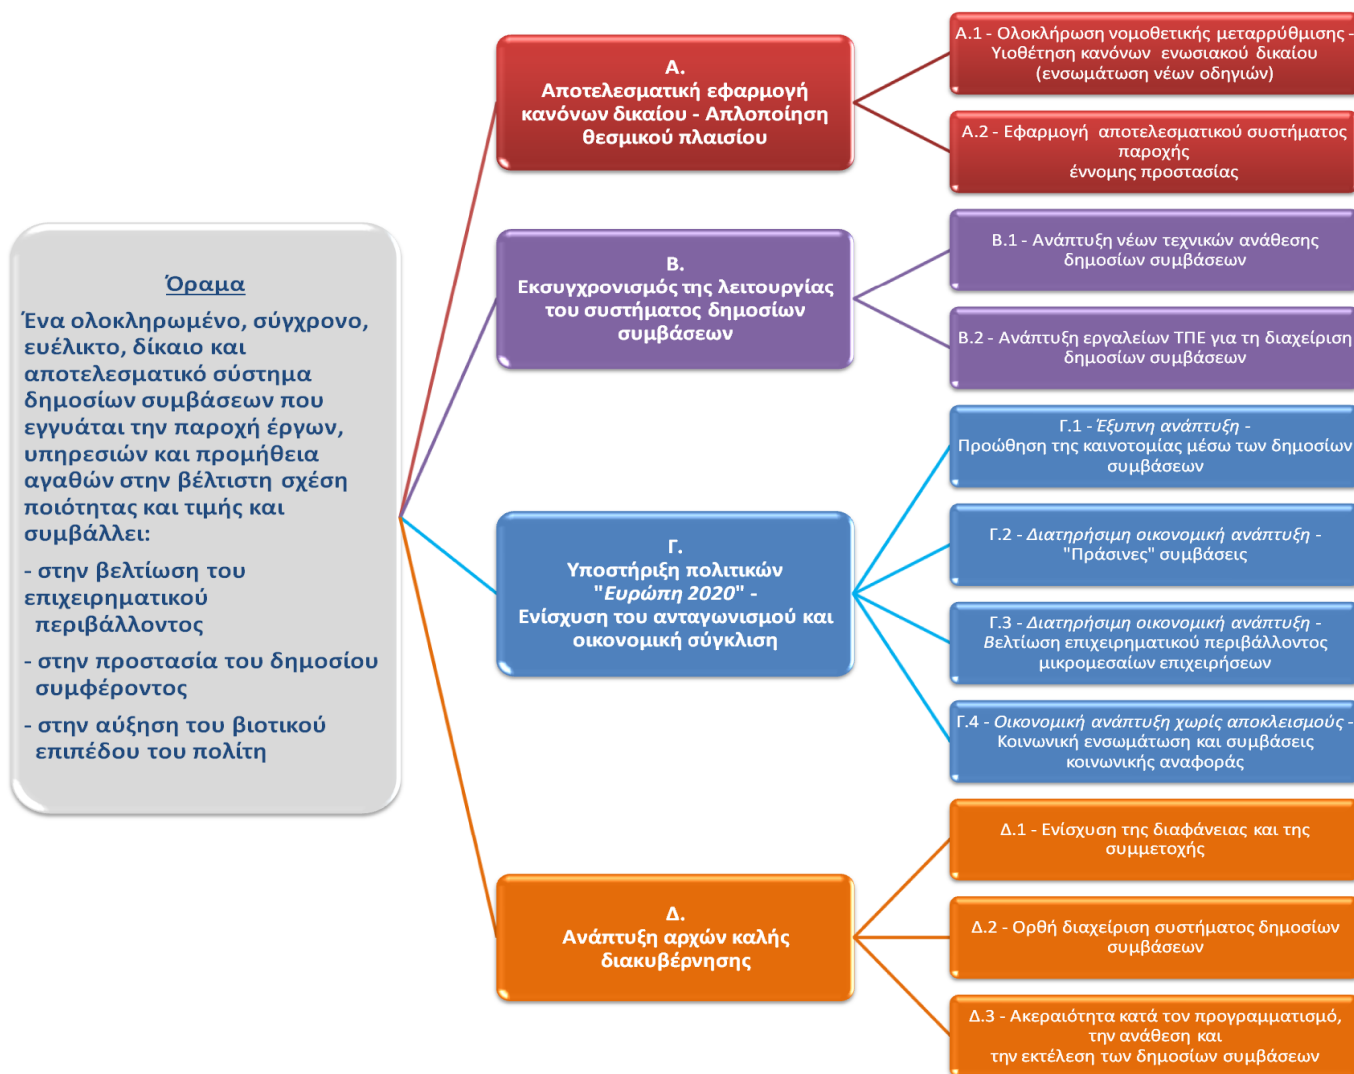 Όραμα
Ένα ολοκληρωμένο, σύγχρονο,
ευέλικτο, δίκαιο και
αποτελεσματικό σύστημα
δημοσίων συμβάσεων που
εγγυάται την παροχή έργων,
υπηρεσιών και προμήθεια
αγαθών στην βέλτιστη σχέση
ποιότητας και τιμής και
συμβάλλει:
- στην βελτίωση του
επιχειρηματικού
περιβάλλοντος
- στην προστασία του δημοσίου
συμφέροντος
- στην αύξηση του βιοτικού
επιπέδου του πολίτη
Α.
Αποτελεσματική εφαρμογή
κανόνων δικαίου - Απλοποίηση
θεσμικού πλαισίου
Α.1 - Ολοκλήρωση νομοθετικής μεταρρύθμισης -
Υιοθέτηση κανόνων ενωσιακού δικαίου
(ενσωμάτωση νέων οδηγιών)
Α.2 - Εφαρμογή αποτελεσματικού συστήματος
παροχής
έννομης προστασίας
Β.
Εκσυγχρονισμός της λειτουργίας
του συστήματος δημοσίων
συμβάσεων
Β.1 - Ανάπτυξη νέων τεχνικών ανάθεσης
δημοσίων συμβάσεων
Β.2 - Ανάπτυξη εργαλείων ΤΠΕ για τη διαχείριση
δημοσίων συμβάσεων
Γ.
Υποστήριξη πολιτικών
"Ευρώπη 2020" -
Ενίσχυση του ανταγωνισμού και
οικονομική σύγκλιση
Γ.1 - Έξυπνη ανάπτυξη -
Προώθηση της καινοτομίας μέσω των δημοσίων
συμβάσεων
Γ.2 - Διατηρήσιμη οικονομική ανάπτυξη -
"Πράσινες" συμβάσεις
Γ.3 - Διατηρήσιμη οικονομική ανάπτυξη -
Βελτίωση επιχειρηματικού περιβάλλοντος
μικρομεσαίων επιχειρήσεων
Γ.4 - Οικονομική ανάπτυξη χωρίς αποκλεισμούς -
Κοινωνική ενσωμάτωση και συμβάσεις
κοινωνικής αναφοράς
Δ.
Ανάπτυξη αρχών καλής
διακυβέρνησης
Δ.1 - Ενίσχυση της διαφάνειας και της
συμμετοχής
Δ.2 - Ορθή διαχείριση συστήματος δημοσίων
συμβάσεων
Δ.3 - Ακεραιότητα κατά τον προγραμματισμό,
την ανάθεση και
την εκτέλεση των δημοσίων συμβάσεων